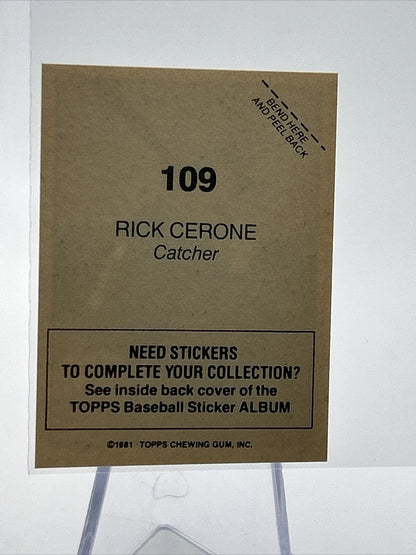 BEND HERE
AND PEEL BACK
109
RICK CERONE
Catcher
NEED STICKERS
TO COMPLETE YOUR COLLECTION?
See inside back cover of the
TOPPS Baseball Sticker ALBUM
©1981 TOPPS CHEWING GUM, INC.